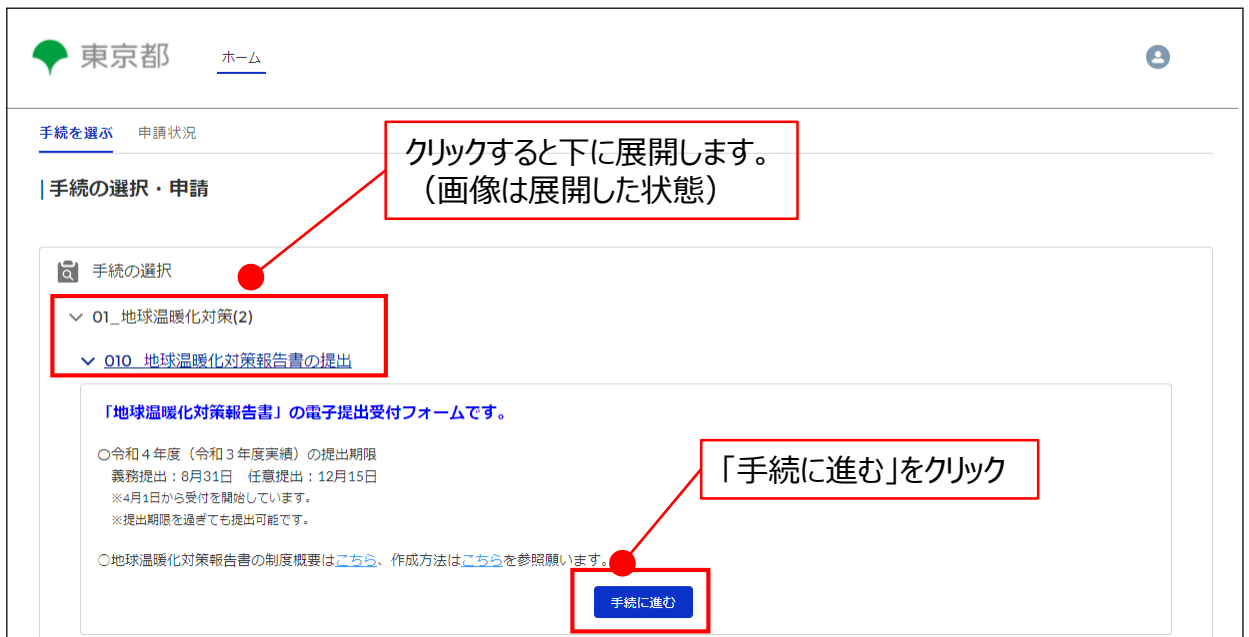 東京都
ホーム
手続を選ぶ 申請状況
クリックすると下に展開します。
（画像は展開した状態）
手続の選択・申請
手続の選択
01_地球温暖化対策(2)
010_地球温暖化対策報告書の提出
「地球温暖化対策報告書」の電子提出受付フォームです。
○令和４年度（令和３年度実績）の提出期限
義務提出：8月31日　任意提出：12月15日
※4月1日から受付を開始しています。
※提出期限を過ぎても提出可能です。
「手続に進む」をクリック
○地球温暖化対策報告書の制度概要はこちら、作成方法はこちらを参照願います。
手続に進む